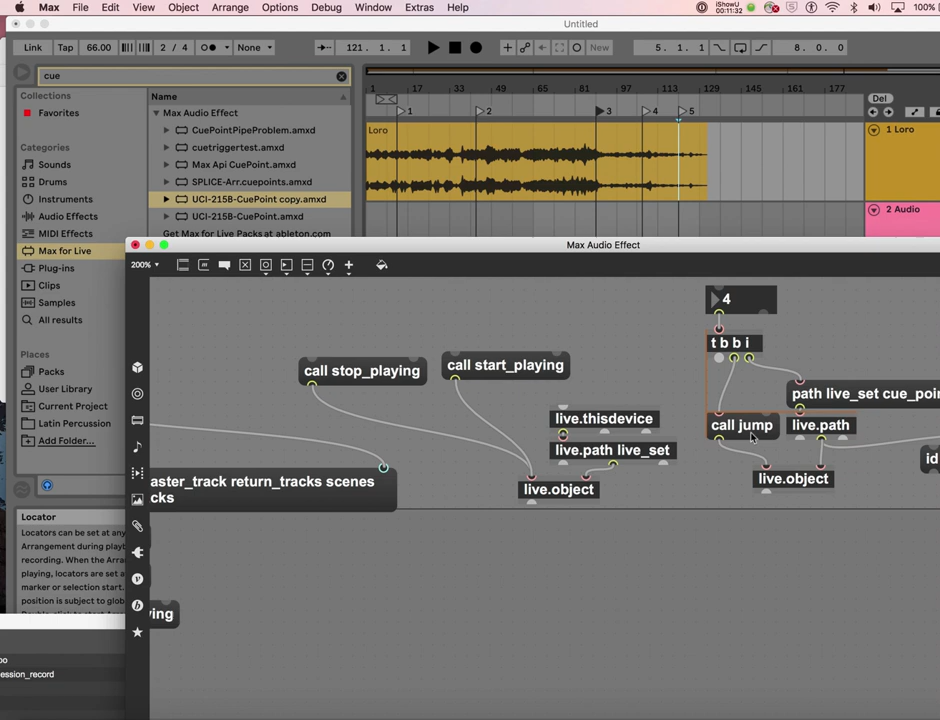 Max File Edit View Object Arrange Options Debug Window Extras Help
iShowU
00:11:32
100%
Untitled
Link Tap 66.00 2 / 4 None
121. 1. 1
New
5. 1. 1
8. 0. 0
cue
Collections
Favorites
Categories
Sounds
Drums
Instruments
Audio Effects
MIDI Effects
Max for Live
Plug-ins
Clips
Samples
All results
Places
Packs
User Library
Current Project
Latin Percussion
Add Folder...
Name
Max Audio Effect
CuePointPipeProblem.amxd
cuetriggertest.amxd
Max Api CuePoint.amxd
SPLICE-Arr.cuepoints.amxd
UCI-215B-CuePoint copy.amxd
UCI-215B-CuePoint.amxd
Get Max for Live Packs at ableton.com
1 17 33 49 65 81 97 113 129 145 161 177
1 2 3 4 5
Del
Loro
1 Loro
2 Audio
Locator
Locators can be set at any
Arrangement during playb
recording. When the Arra
playing, locators are set a
marker or selection start.
position is subject to glob
Max Audio Effect
200%
4
t b b i
call stop_playing
call start_playing
path live_set cue_poi
live.thisdevice
call jump
live.path
live.path live_set
id
live.object
live.object
aster_track return_tracks scenes
cks
ying
oo
ession_record